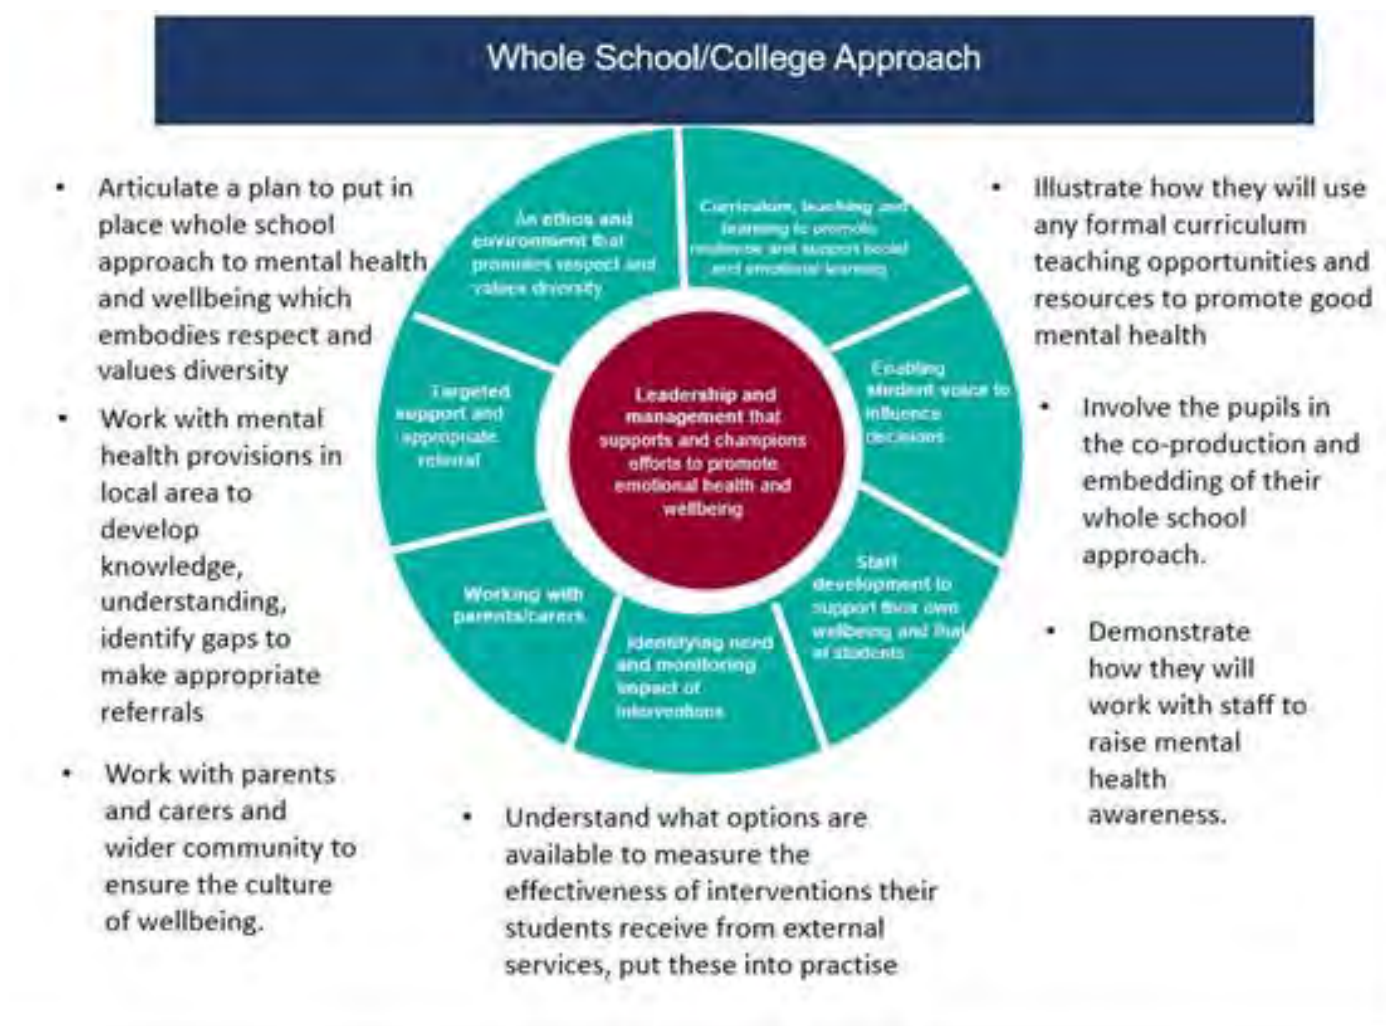 Whole School/College Approach
• Articulate a plan to put in
place whole school
approach to mental health
and wellbeing which
embodies respect and
values diversity
• Work with mental
health provisions in
local area to
develop
knowledge,
understanding,
identify gaps to
make appropriate
referrals
• Work with parents
and carers and
wider community to
ensure the culture
of wellbeing.
An ethos and
environment that
promotes respect and
values diversity
Curriculum, teaching and
learning to promote
resilience and support social
and emotional learning
Enabling
student voice to
influence
decisions
Staff
development to
support their own
wellbeing and that
of students
Identifying need
and monitoring
impact of
interventions
Working with
parents/carers
Targeted
support and
appropriate
referral
Leadership and
management that
supports and champions
efforts to promote
emotional health and
wellbeing
• Illustrate how they will use
any formal curriculum
teaching opportunities and
resources to promote good
mental health
• Involve the pupils in
the co-production and
embedding of their
whole school
approach.
• Demonstrate
how they will
work with staff to
raise mental
health
awareness.
• Understand what options are
available to measure the
effectiveness of interventions their
students receive from external
services, put these into practise